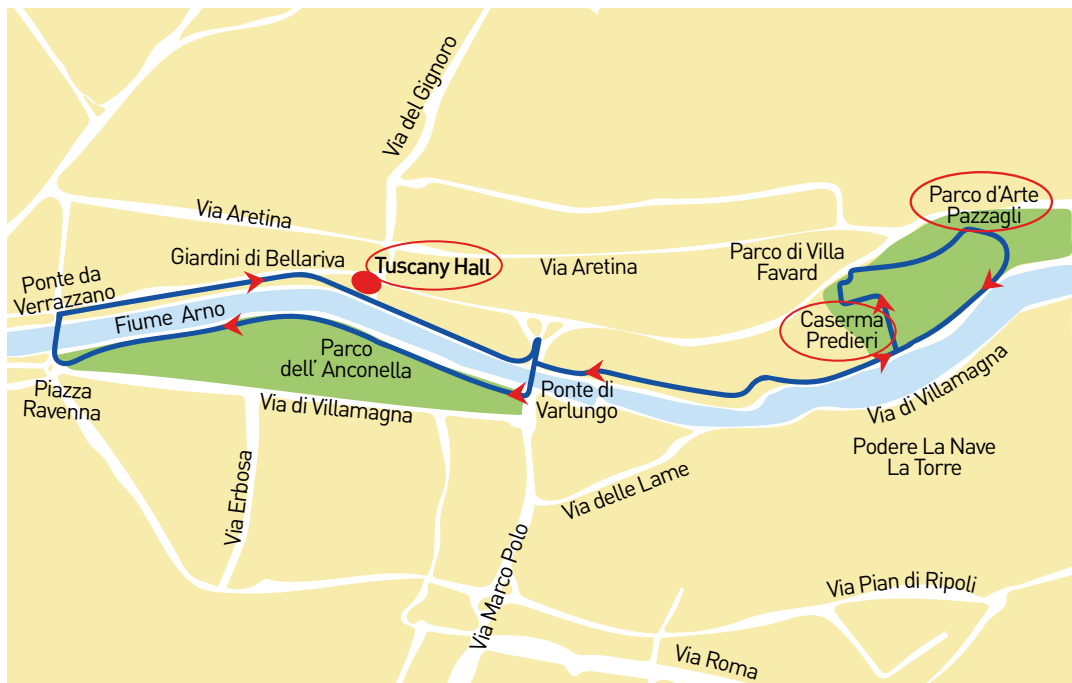 Via del Gignoro
Via Aretina
Parco d'Arte
Pazzagli
Giardini di Bellariva
Tuscany Hall
Via Aretina
Parco di Villa
Favard
Ponte da
Verrazzano
Fiume Arno
Caserma
Predieri
Parco
dell' Anconella
Piazza
Ravenna
Via di Villamagna
Ponte di
Varlungo
Via di Villamagna
Podere La Nave
La Torre
Via Erbosa
Via delle Lame
Via Marco Polo
Via Pian di Ripoli
Via Roma